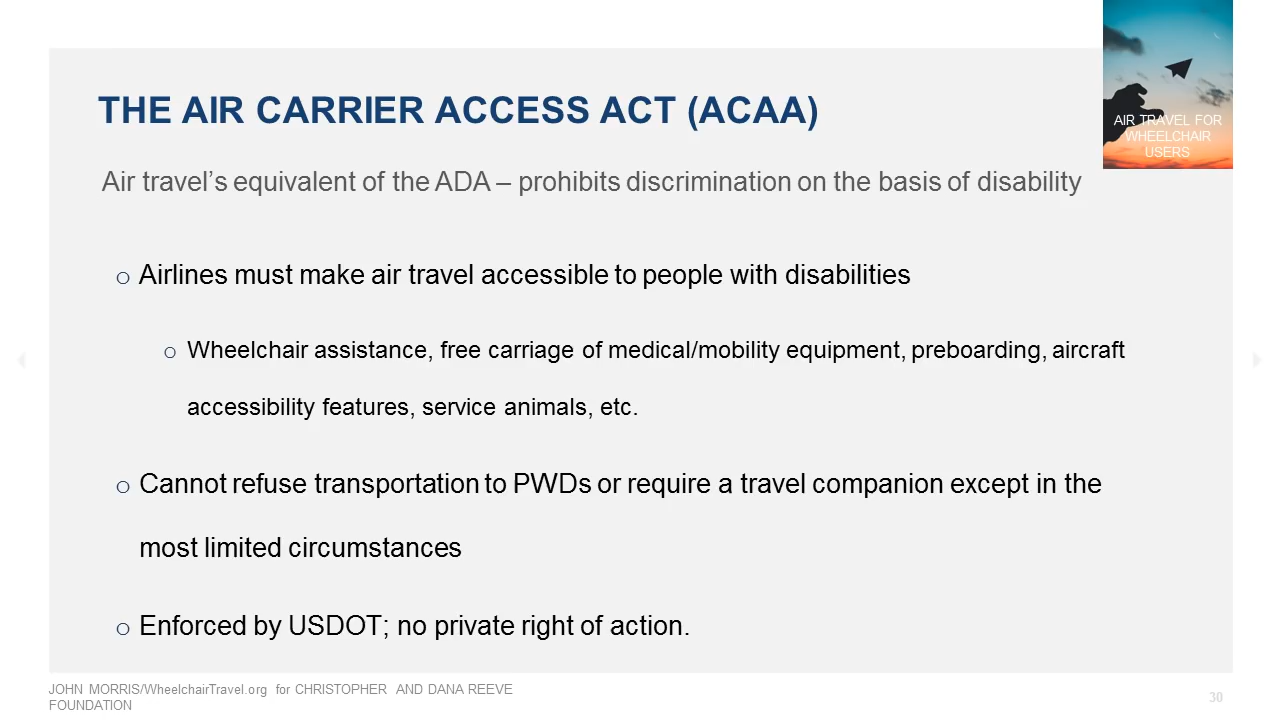 AIR TRAVEL FOR
WHEELCHAIR
USERS
THE AIR CARRIER ACCESS ACT (ACAA)
Air travel’s equivalent of the ADA – prohibits discrimination on the basis of disability
o Airlines must make air travel accessible to people with disabilities
o Wheelchair assistance, free carriage of medical/mobility equipment, preboarding, aircraft
accessibility features, service animals, etc.
o Cannot refuse transportation to PWDs or require a travel companion except in the
most limited circumstances
o Enforced by USDOT; no private right of action.
JOHN MORRIS/WheelchairTravel.org for CHRISTOPHER AND DANA REEVE
FOUNDATION
30